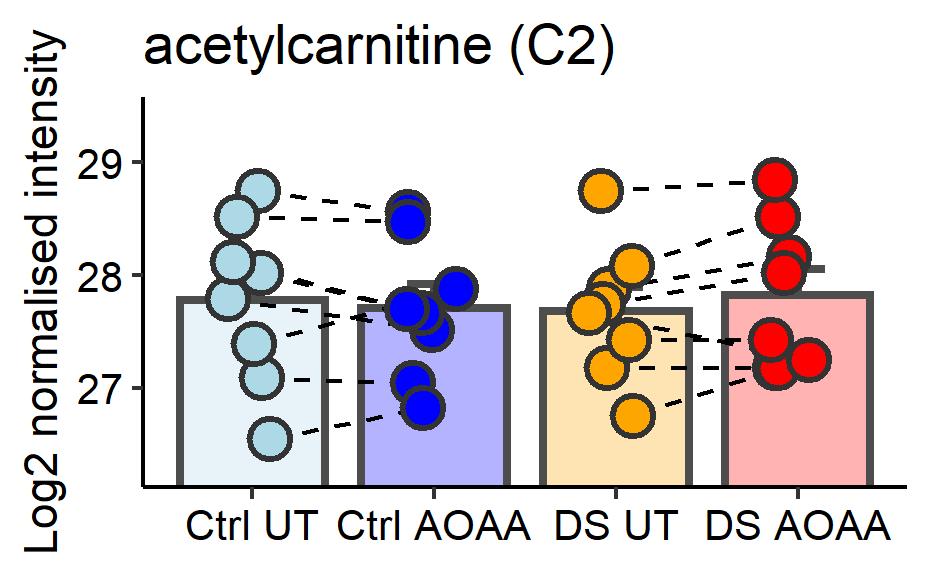 acetylcarnitine (C2)
Log2 normalised intensity
29
28
27
Ctrl UT
Ctrl AOAA
DS UT
DS AOAA